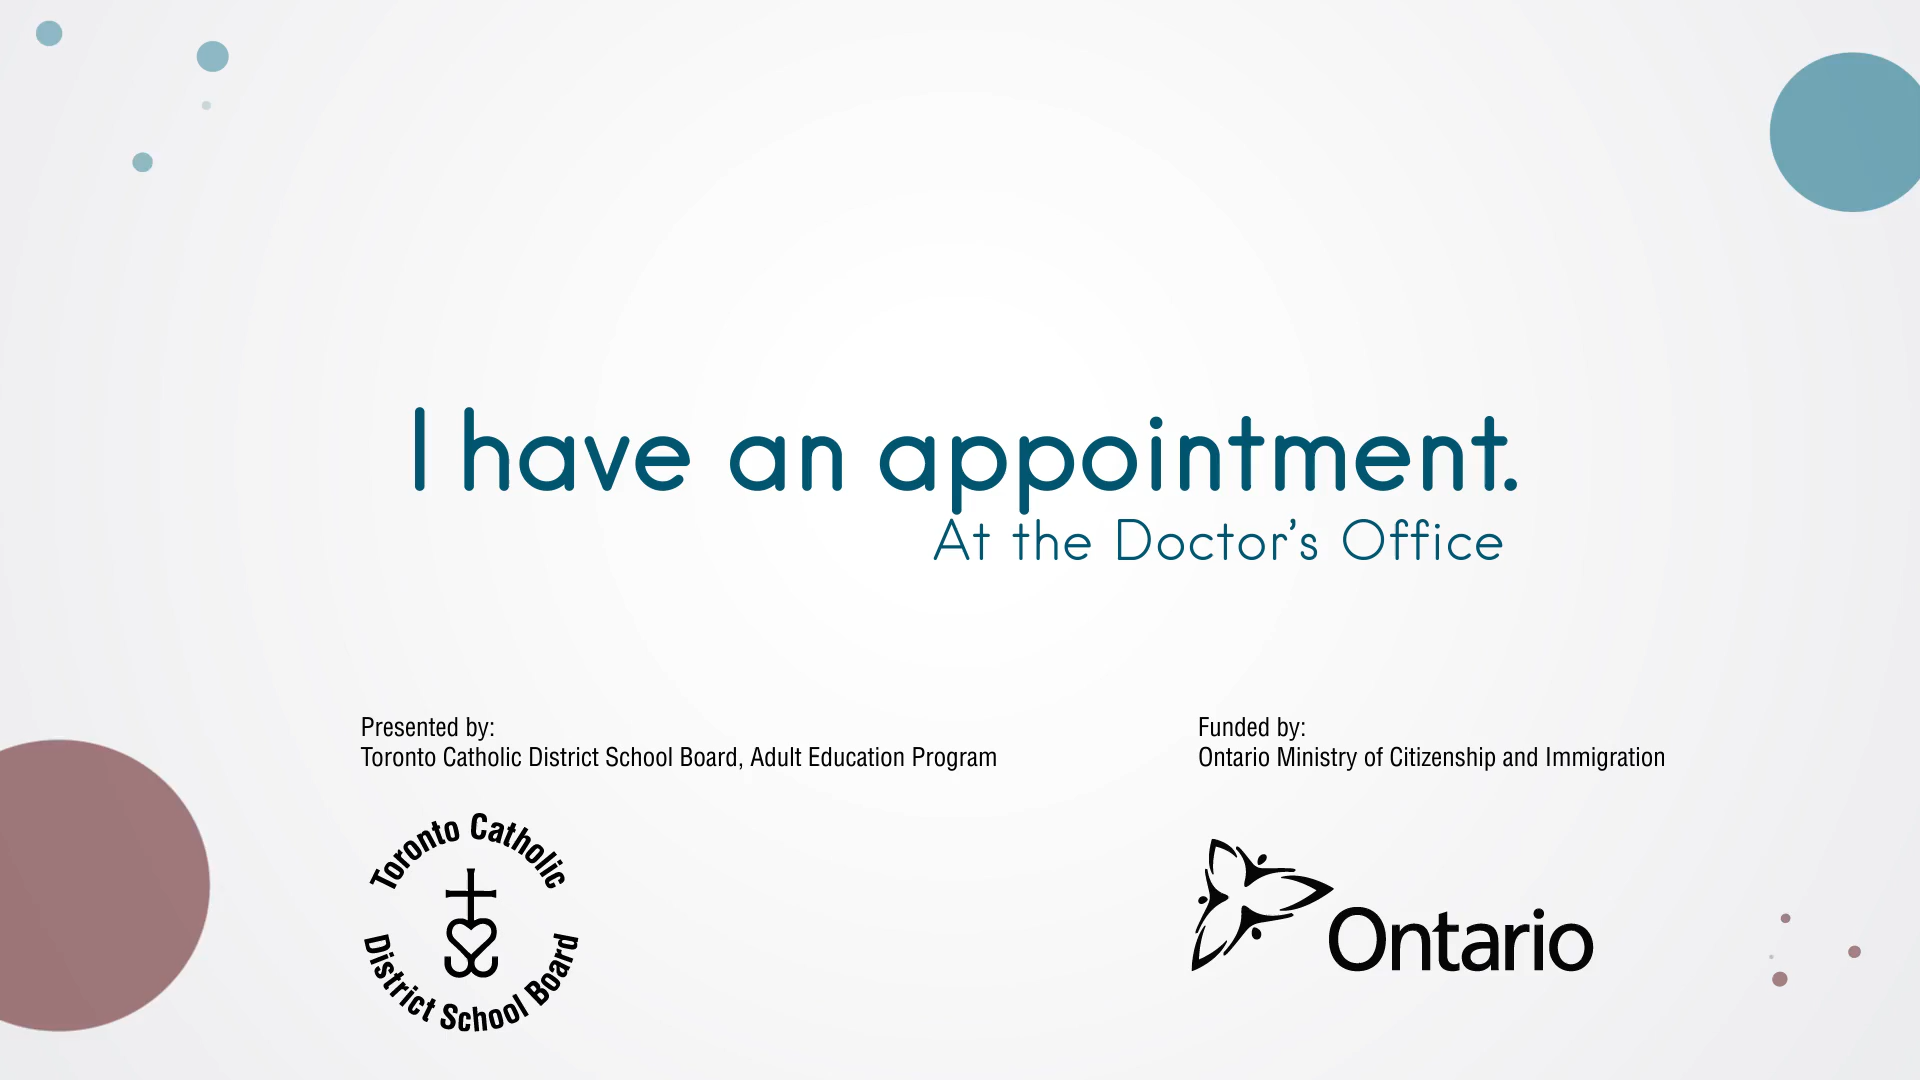 I have an appointment.
At the Doctor’s Office
Presented by:
Toronto Catholic District School Board, Adult Education Program
Toronto Catholic
District School Board
Funded by:
Ontario Ministry of Citizenship and Immigration
Ontario